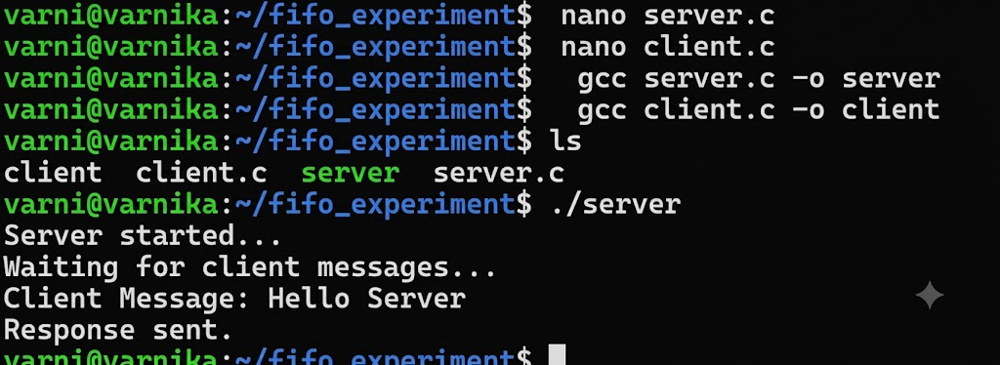 varni@varnika:~/fifo_experiment$ nano server.c
varni@varnika:~/fifo_experiment$ nano client.c
varni@varnika:~/fifo_experiment$ gcc server.c -o server
varni@varnika:~/fifo_experiment$ gcc client.c -o client
varni@varnika:~/fifo_experiment$ ls
client client.c server server.c
varni@varnika:~/fifo_experiment$ ./server
Server started...
Waiting for client messages...
Client Message: Hello Server
Response sent.
varni@varnika:~/fifo_experiment$